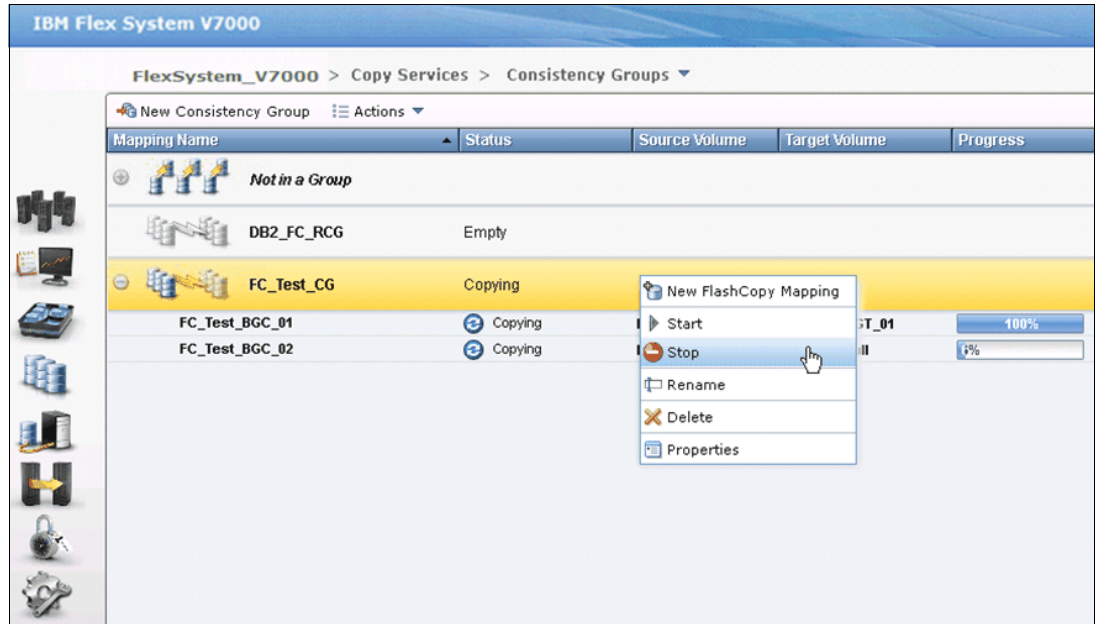 IBM Flex System V7000
FlexSystem_V7000 > Copy Services > Consistency Groups
New Consistency Group Actions
Mapping Name Status Source Volume Target Volume Progress
Not in a Group
DB2_FC_RCG Empty
FC_Test_CG Copying
FC_Test_BGC_01 Copying T_01 100%
FC_Test_BGC_02 Copying
New FlashCopy Mapping
Start
Stop
Rename
Delete
Properties